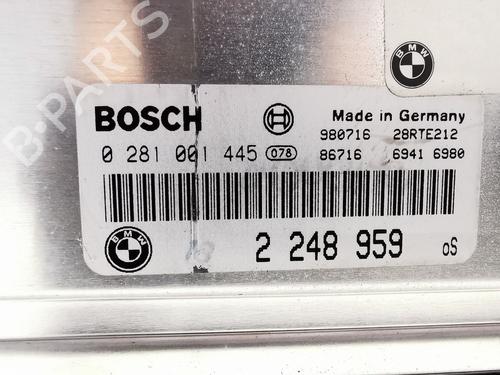 B-PARTS
BMW
BOSCH
Made in Germany
980716 28RTE212
0 281 001 445 078
86716 6941 6980
BMW
2 248 959 oS